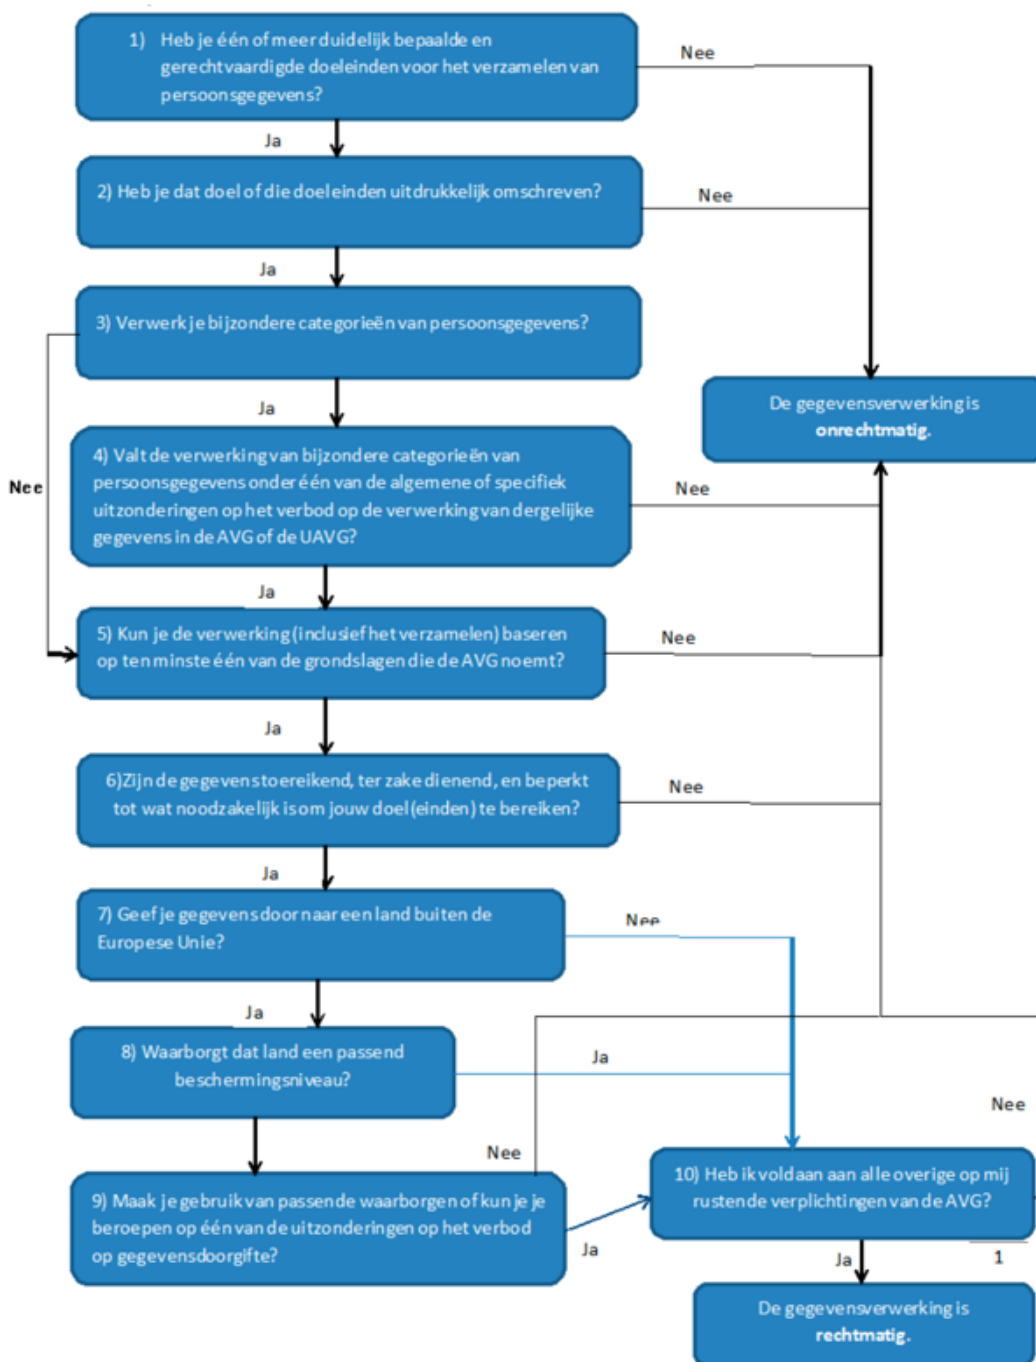 1) Heb je één of meer duidelijk bepaalde en
gerechtvaardigde doeleinden voor het verzamelen van
persoonsgegevens?
Nee
Ja
2) Heb je dat doel of die doeleinden uitdrukkelijk omschreven?
Nee
Ja
3) Verwerk je bijzondere categorieën van persoonsgegevens?
De gegevensverwerking is
onrechtmatig.
Ja
Nee
4) Valt de verwerking van bijzondere categorieën van
persoonsgegevens onder één van de algemene of specifiek
uitzonderingen op het verbod op de verwerking van dergelijke
gegevens in de AVG of de UAVG?
Nee
Ja
5) Kun je de verwerking (inclusief het verzamelen) baseren
op ten minste één van de grondslagen die de AVG noemt?
Nee
Ja
6)Zijn de gegevens toereikend, ter zake dienend, en beperkt
tot wat noodzakelijk is om jouw doel(einden) te bereiken?
Nee
Ja
7) Geef je gegevens door naar een land buiten de
Europese Unie?
Nee
Ja
8) Waarborgt dat land een passend
beschermingsniveau?
Ja
Nee
Nee
9) Maak je gebruik van passende waarborgen of kun je je
beroepen op één van de uitzonderingen op het verbod
op gegevensdoorgifte?
Ja
10) Heb ik voldaan aan alle overige op mij
rustende verplichtingen van de AVG?
Ja
1
De gegevensverwerking is
rechtmatig.